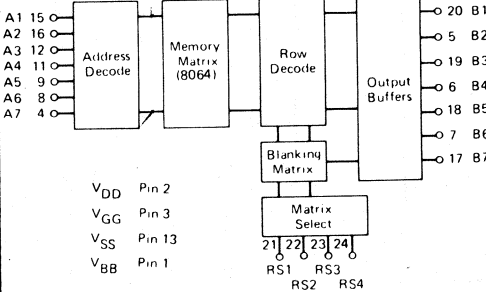 A1 15
A2 16
A3 12
A4 11
A5 9
A6 8
A7 4
Address
Decode
Memory
Matrix
(8064)
Row
Decode
Output
Buffers
20 B1
5 B2
19 B3
6 B4
18 B5
7 B6
17 B7
Blanking
Matrix
Matrix
Select
21 22 23 24
RS1 RS3
RS2 RS4
VDD Pin 2
VGG Pin 3
VSS Pin 13
VBB Pin 1